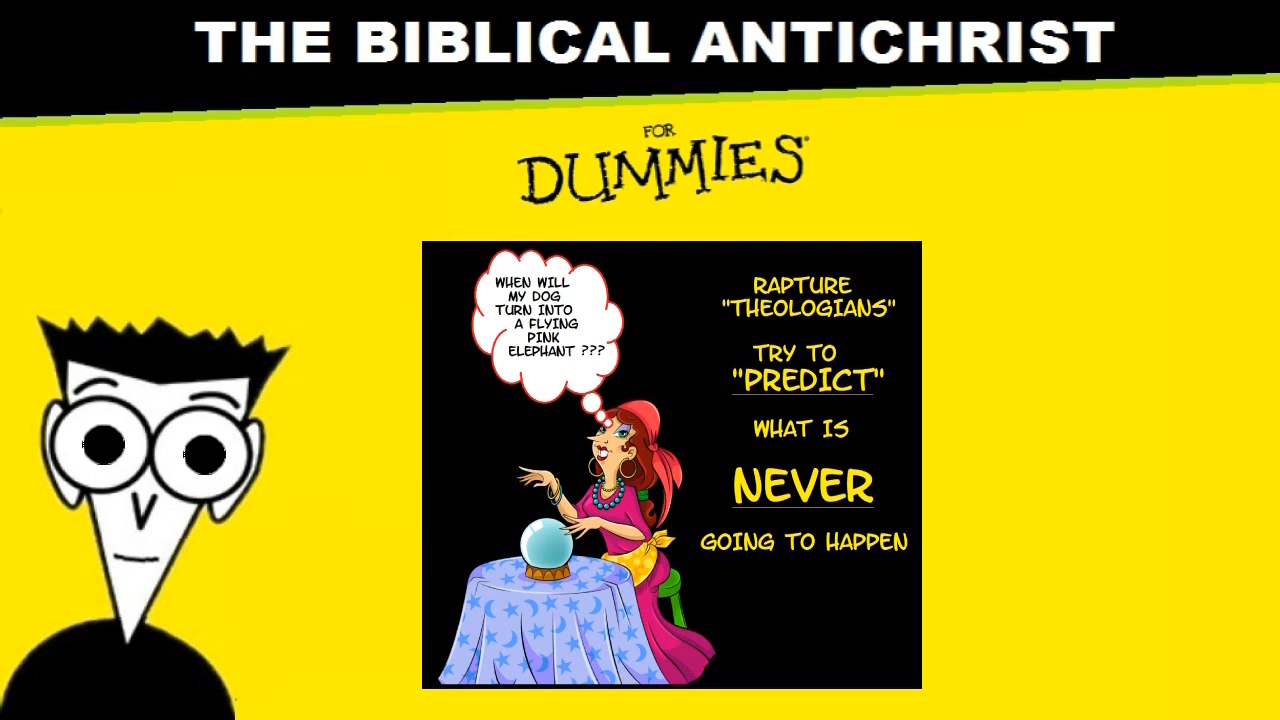 THE BIBLICAL ANTICHRIST
FOR
DUMMIES®
WHEN WILL
MY DOG
TURN INTO
A FLYING
PINK
ELEPHANT ???
RAPTURE
"THEOLOGIANS"
TRY TO
"PREDICT"
WHAT IS
NEVER
GOING TO HAPPEN